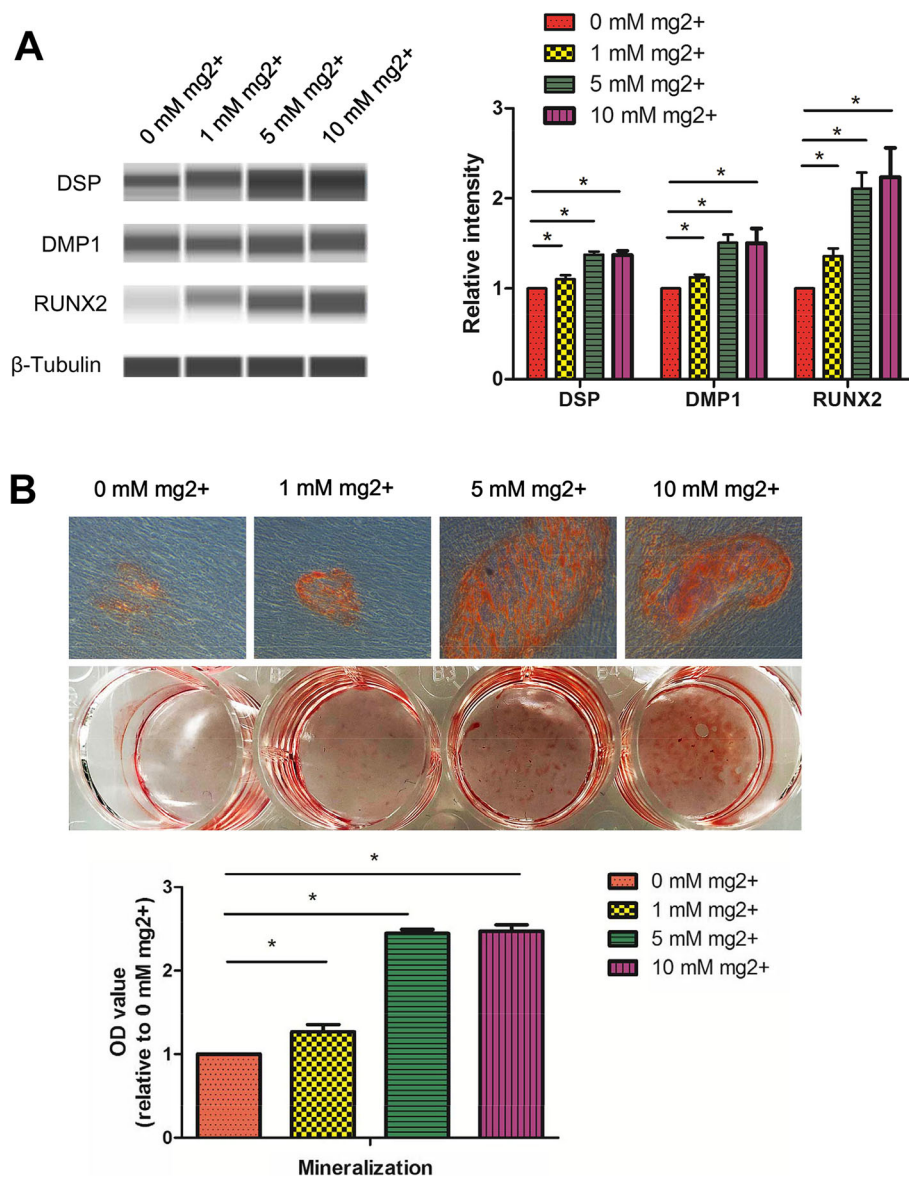 A
0 mM mg2+
1 mM mg2+
5 mM mg2+
10 mM mg2+
DSP
DMP1
RUNX2
β-Tubulin
0 mM mg2+
1 mM mg2+
5 mM mg2+
10 mM mg2+
Relative intensity
3
2
1
0
* * *
* * *
* * *
DSP DMP1 RUNX2
B
0 mM mg2+ 1 mM mg2+ 5 mM mg2+ 10 mM mg2+
B3
OD value
(relative to 0 mM mg2+)
3
2
1
0
*
*
*
Mineralization
0 mM mg2+
1 mM mg2+
5 mM mg2+
10 mM mg2+